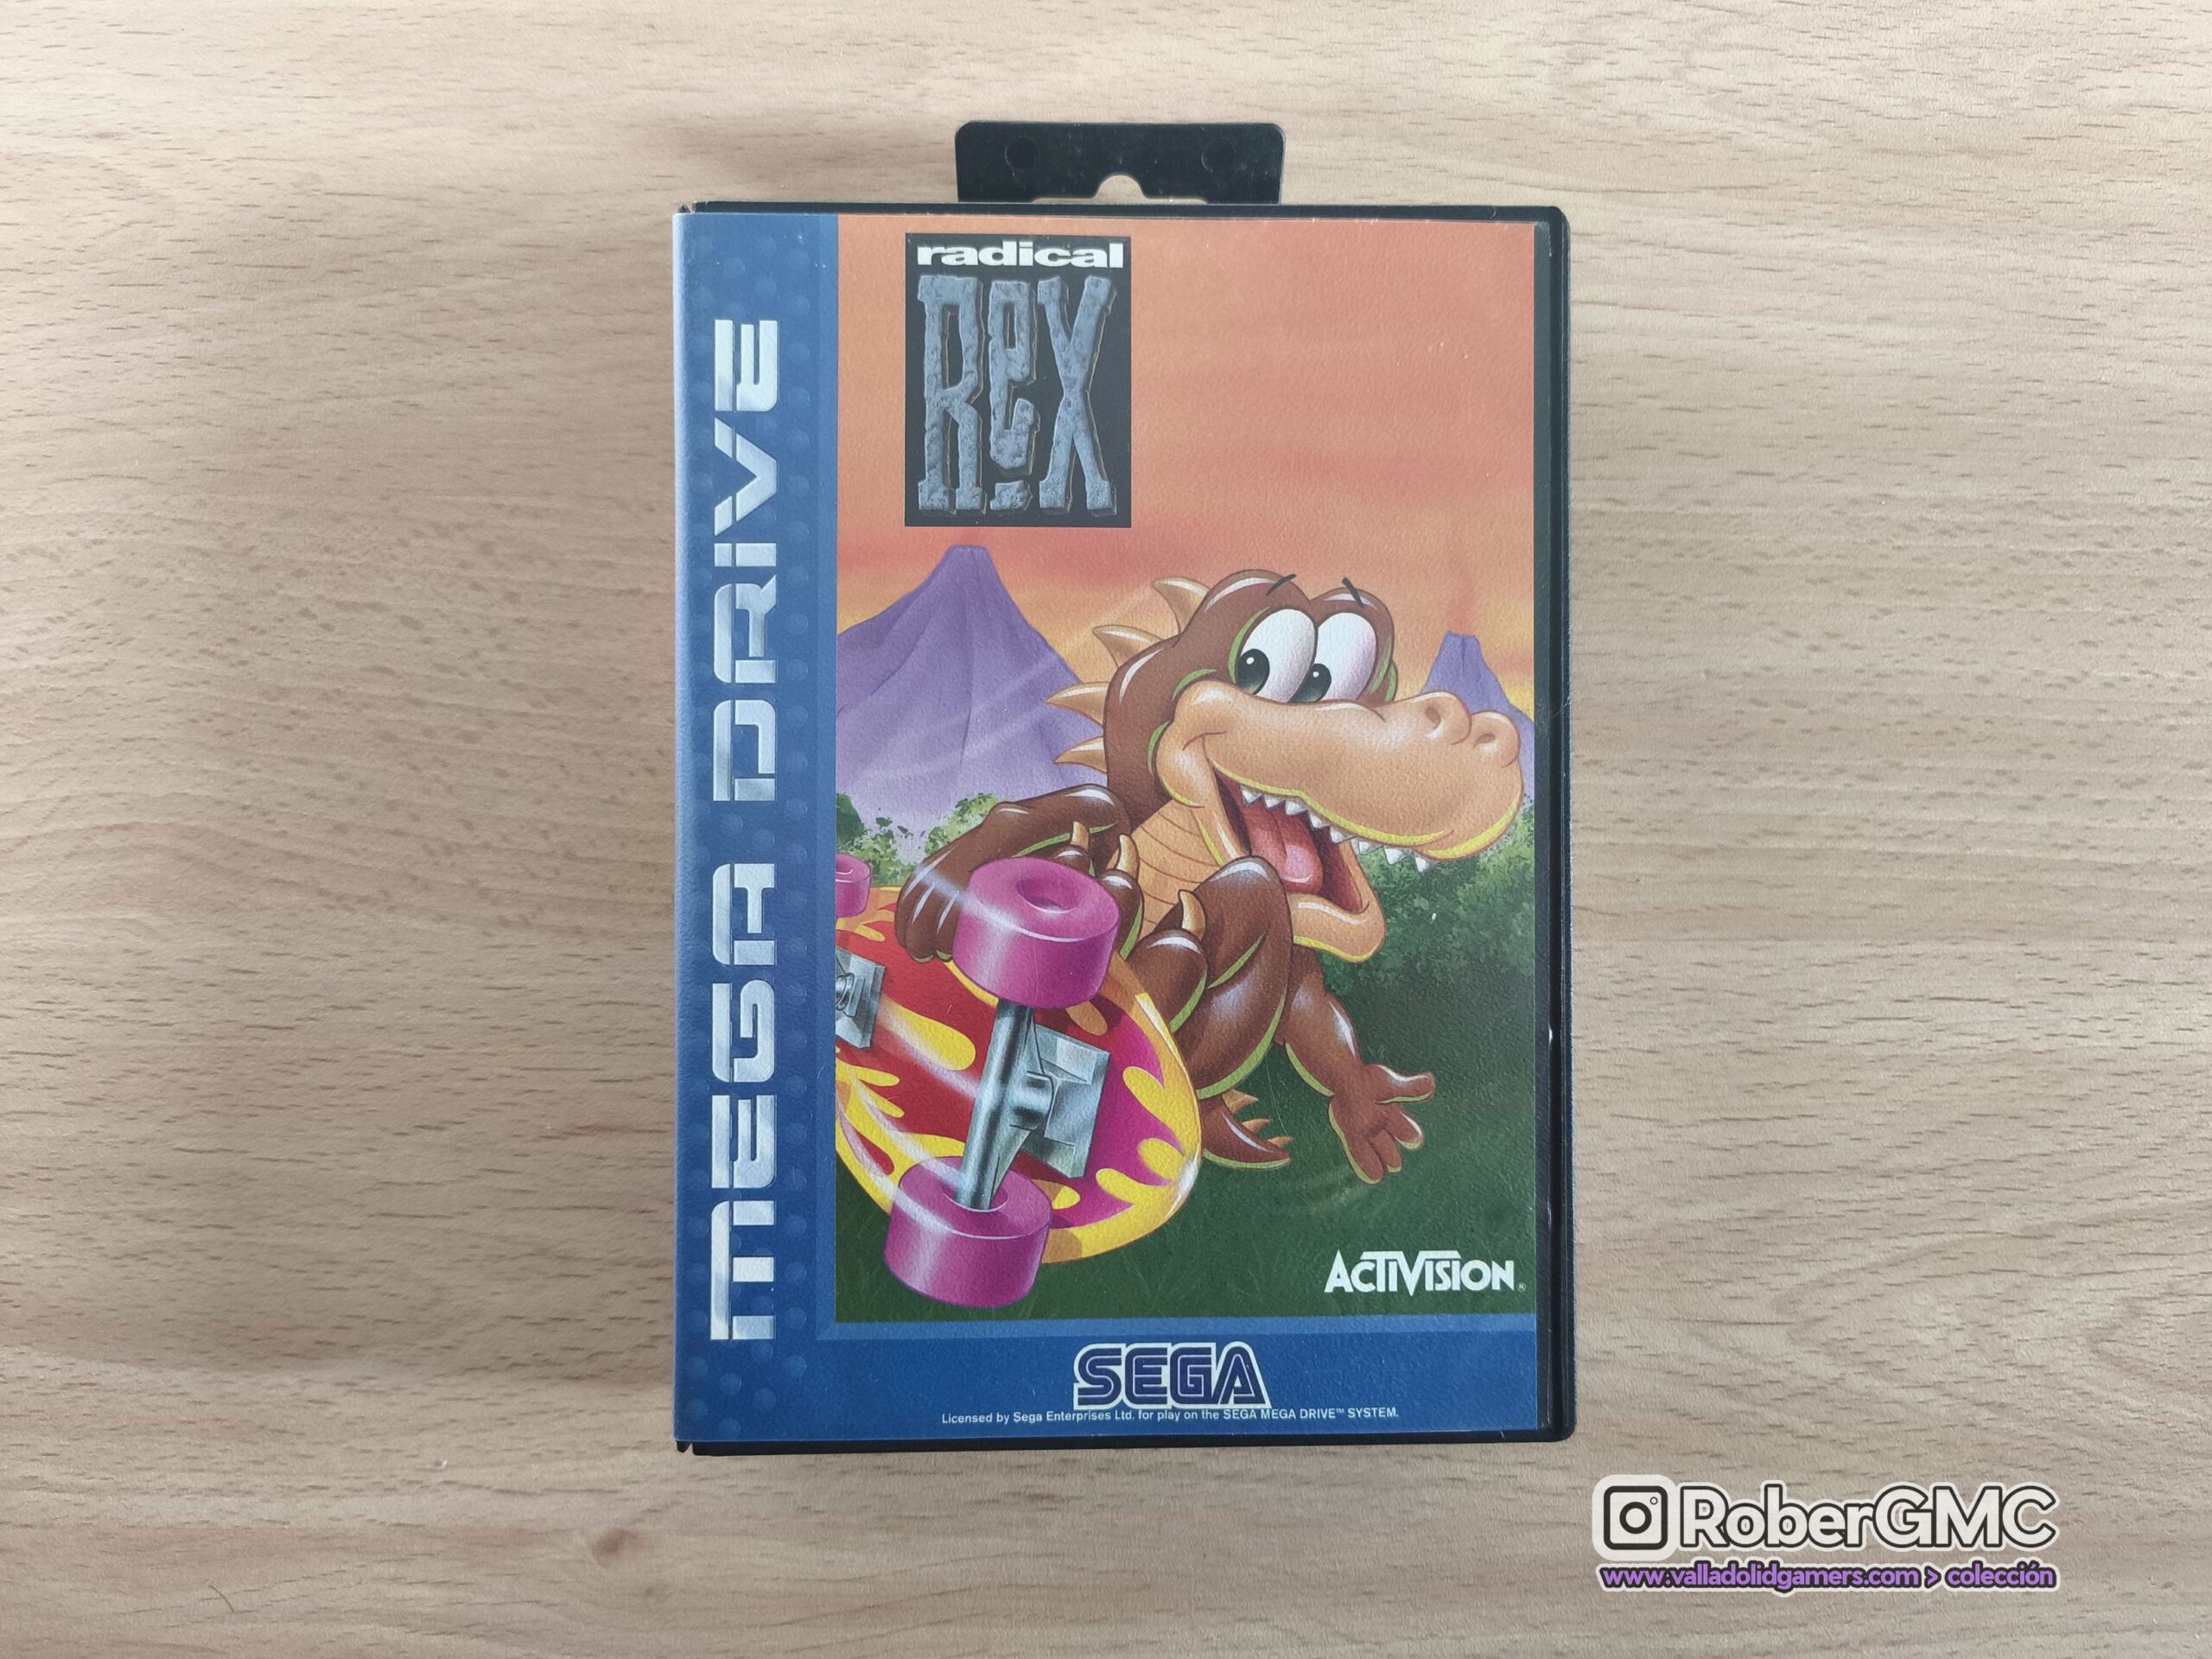 radical
Rex
MEGA DRIVE
ACTIVISION®
SEGA
Licensed by Sega Enterprises Ltd. for play on the SEGA MEGA DRIVE™ SYSTEM.
RoberGMC
www.valladolidgamers.com > colección